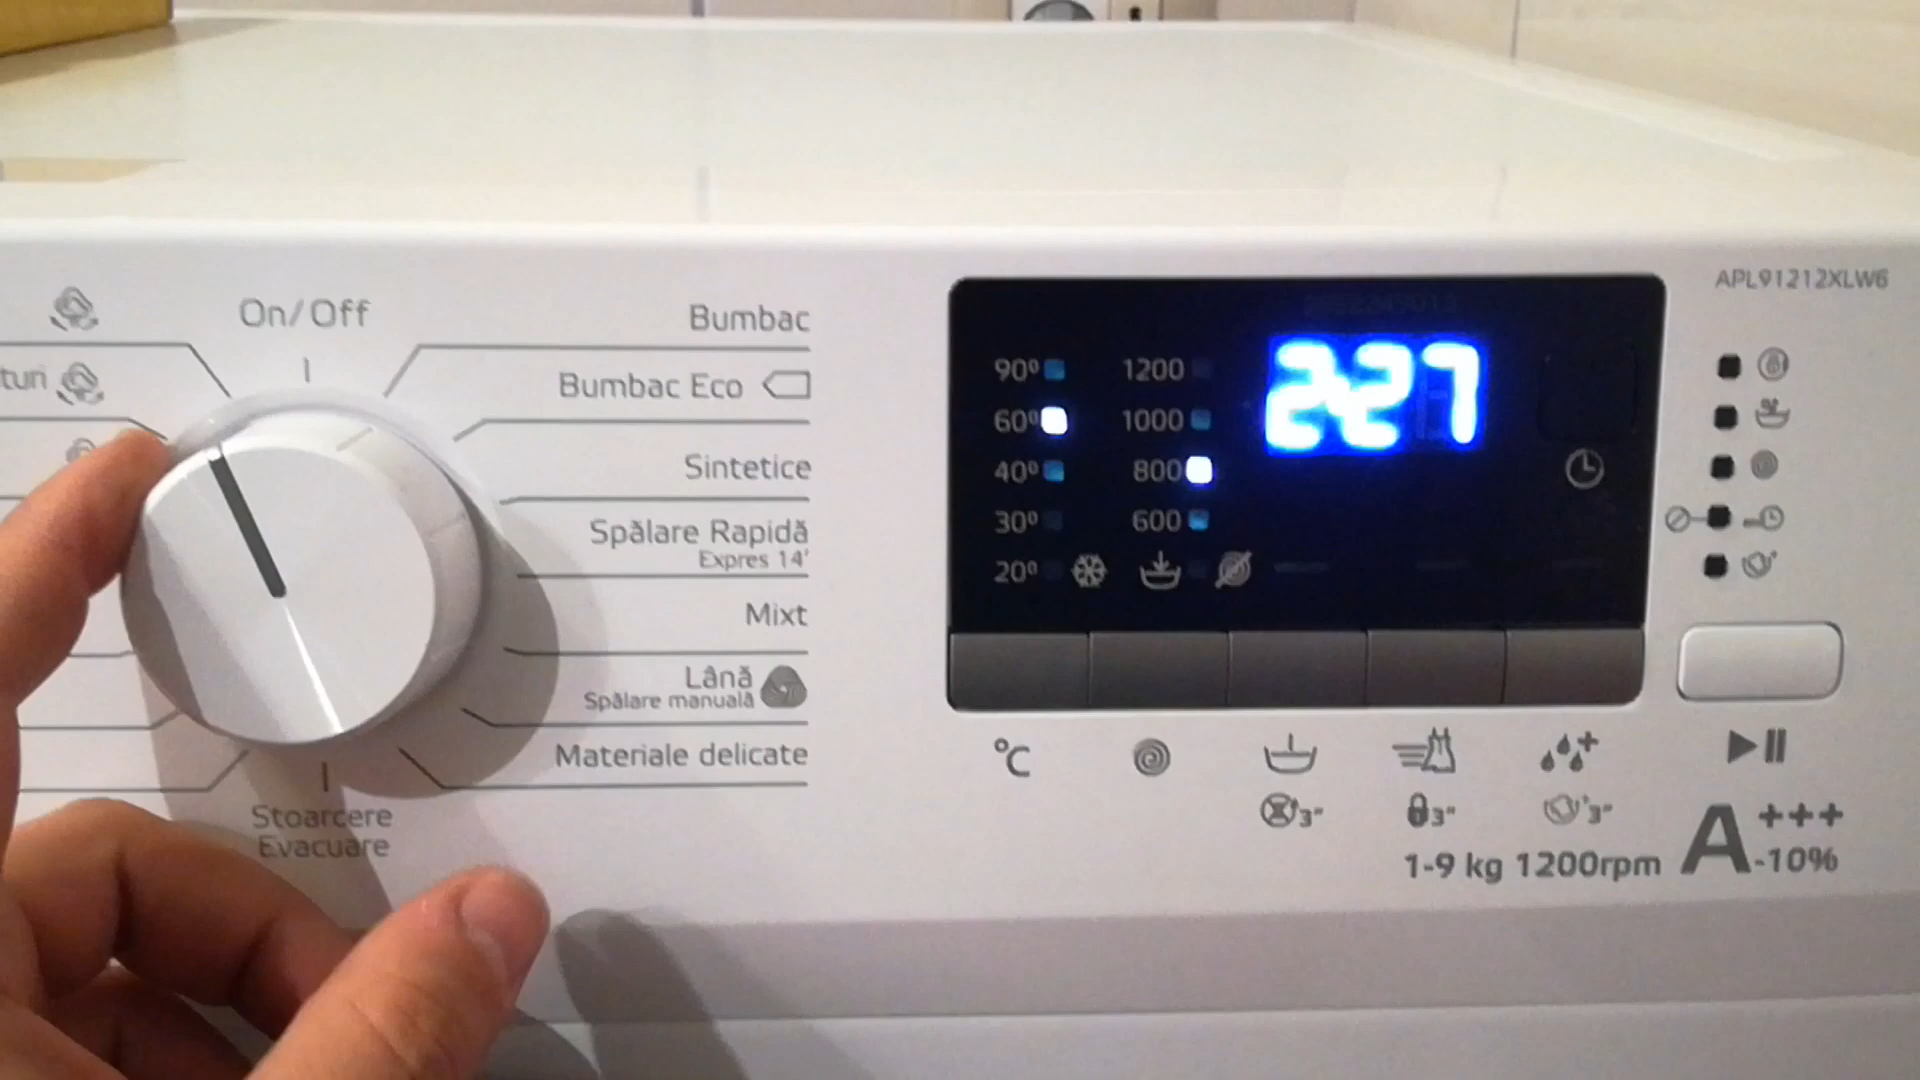 On/Off
turi
Bumbac
Bumbac Eco
Sintetice
Spălare Rapidă
Expres 14'
Mixt
Lână
Spălare manuală
Materiale delicate
Stoarcere
Evacuare
90° 1200
60° 1000
40° 800
30° 600
20°
2:27
APL91212XLW6
°C
3" 3" 3"
1-9 kg 1200rpm
A+++
-10%